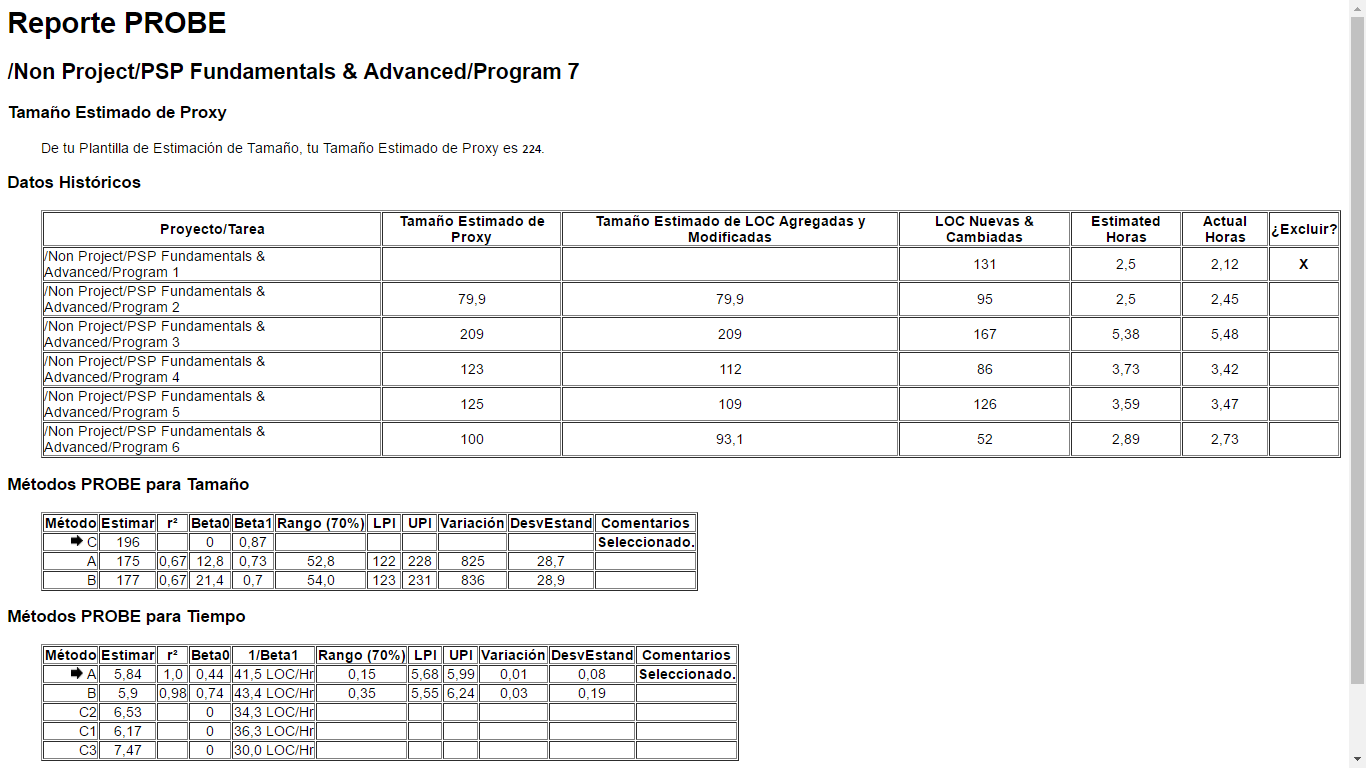 Reporte PROBE
/Non Project/PSP Fundamentals & Advanced/Program 7
Tamaño Estimado de Proxy
De tu Plantilla de Estimación de Tamaño, tu Tamaño Estimado de Proxy es 224.
Datos Históricos
Proyecto/Tarea Tamaño Estimado de Proxy Tamaño Estimado de LOC Agregadas y Modificadas LOC Nuevas & Cambiadas Estimated Horas Actual Horas ¿Excluir?
/Non Project/PSP Fundamentals & Advanced/Program 1 131 2,5 2,12 X
/Non Project/PSP Fundamentals & Advanced/Program 2 79,9 79,9 95 2,5 2,45
/Non Project/PSP Fundamentals & Advanced/Program 3 209 209 167 5,38 5,48
/Non Project/PSP Fundamentals & Advanced/Program 4 123 112 86 3,73 3,42
/Non Project/PSP Fundamentals & Advanced/Program 5 125 109 126 3,59 3,47
/Non Project/PSP Fundamentals & Advanced/Program 6 100 93,1 52 2,89 2,73
Métodos PROBE para Tamaño
Método Estimar r² Beta0 Beta1 Rango (70%) LPI UPI Variación DesvEstand Comentarios
🡆 C 196 0 0,87 Seleccionado.
A 175 0,67 12,8 0,73 52,8 122 228 825 28,7
B 177 0,67 21,4 0,7 54,0 123 231 836 28,9
Métodos PROBE para Tiempo
Método Estimar r² Beta0 1/Beta1 Rango (70%) LPI UPI Variación DesvEstand Comentarios
🡆 A 5,84 1,0 0,44 41,5 LOC/Hr 0,15 5,68 5,99 0,01 0,08 Seleccionado.
B 5,9 0,98 0,74 43,4 LOC/Hr 0,35 5,55 6,24 0,03 0,19
C2 6,53 0 34,3 LOC/Hr
C1 6,17 0 36,3 LOC/Hr
C3 7,47 0 30,0 LOC/Hr